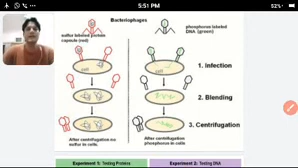 5:51 PM
52%
Bacteriophages
sulfur labeled protein
capsule (red)
phosphorus labeled
DNA (green)
cell
cell
1. Infection
2. Blending
3. Centrifugation
After centrifugation no
sulfur in cells.
After centrifugation
phosphorus in cells.
Experiment 1: Testing Proteins
Experiment 2: Testing DNA